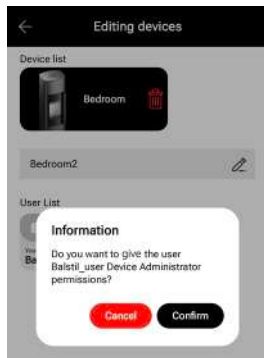 Editing devices
Device list
Bedroom
Bedroom2
User List
Information
Do you want to give the user
Balstil_user Device Administrator
permissions?
Cancel
Confirm